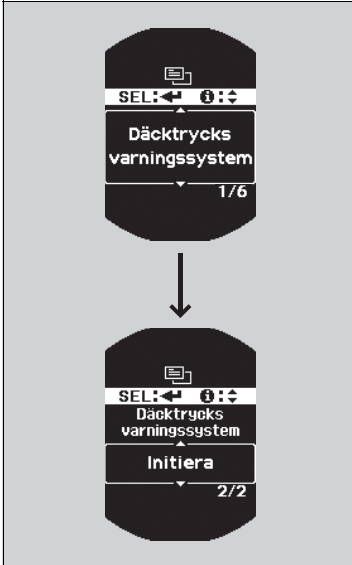 SEL:↵ i:
Däcktrycks
varningssystem
1/6
SEL:↵ i:
Däcktrycks
varningssystem
Initiera
2/2